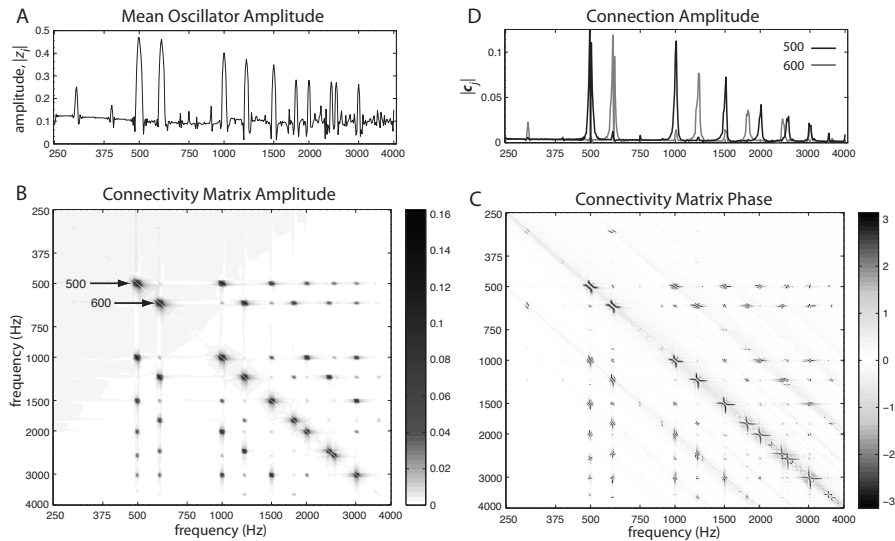 A
Mean Oscillator Amplitude
amplitude, |z_j|
0.5
0.4
0.3
0.2
0.1
0
250 375 500 750 1000 1500 2000 3000 4000
D
Connection Amplitude
|c_j|
0.1
0.05
0
500
600
250 375 500 750 1000 1500 2000 3000 4000
B
Connectivity Matrix Amplitude
frequency (Hz)
250
375
500
750
1000
1500
2000
3000
4000
500
600
250 375 500 750 1000 1500 2000 3000 4000
frequency (Hz)
0.16
0.14
0.12
0.1
0.08
0.06
0.04
0.02
0
C
Connectivity Matrix Phase
250
375
500
750
1000
1500
2000
3000
4000
250 375 500 750 1000 1500 2000 3000 4000
frequency (Hz)
3
2
1
0
−1
−2
−3